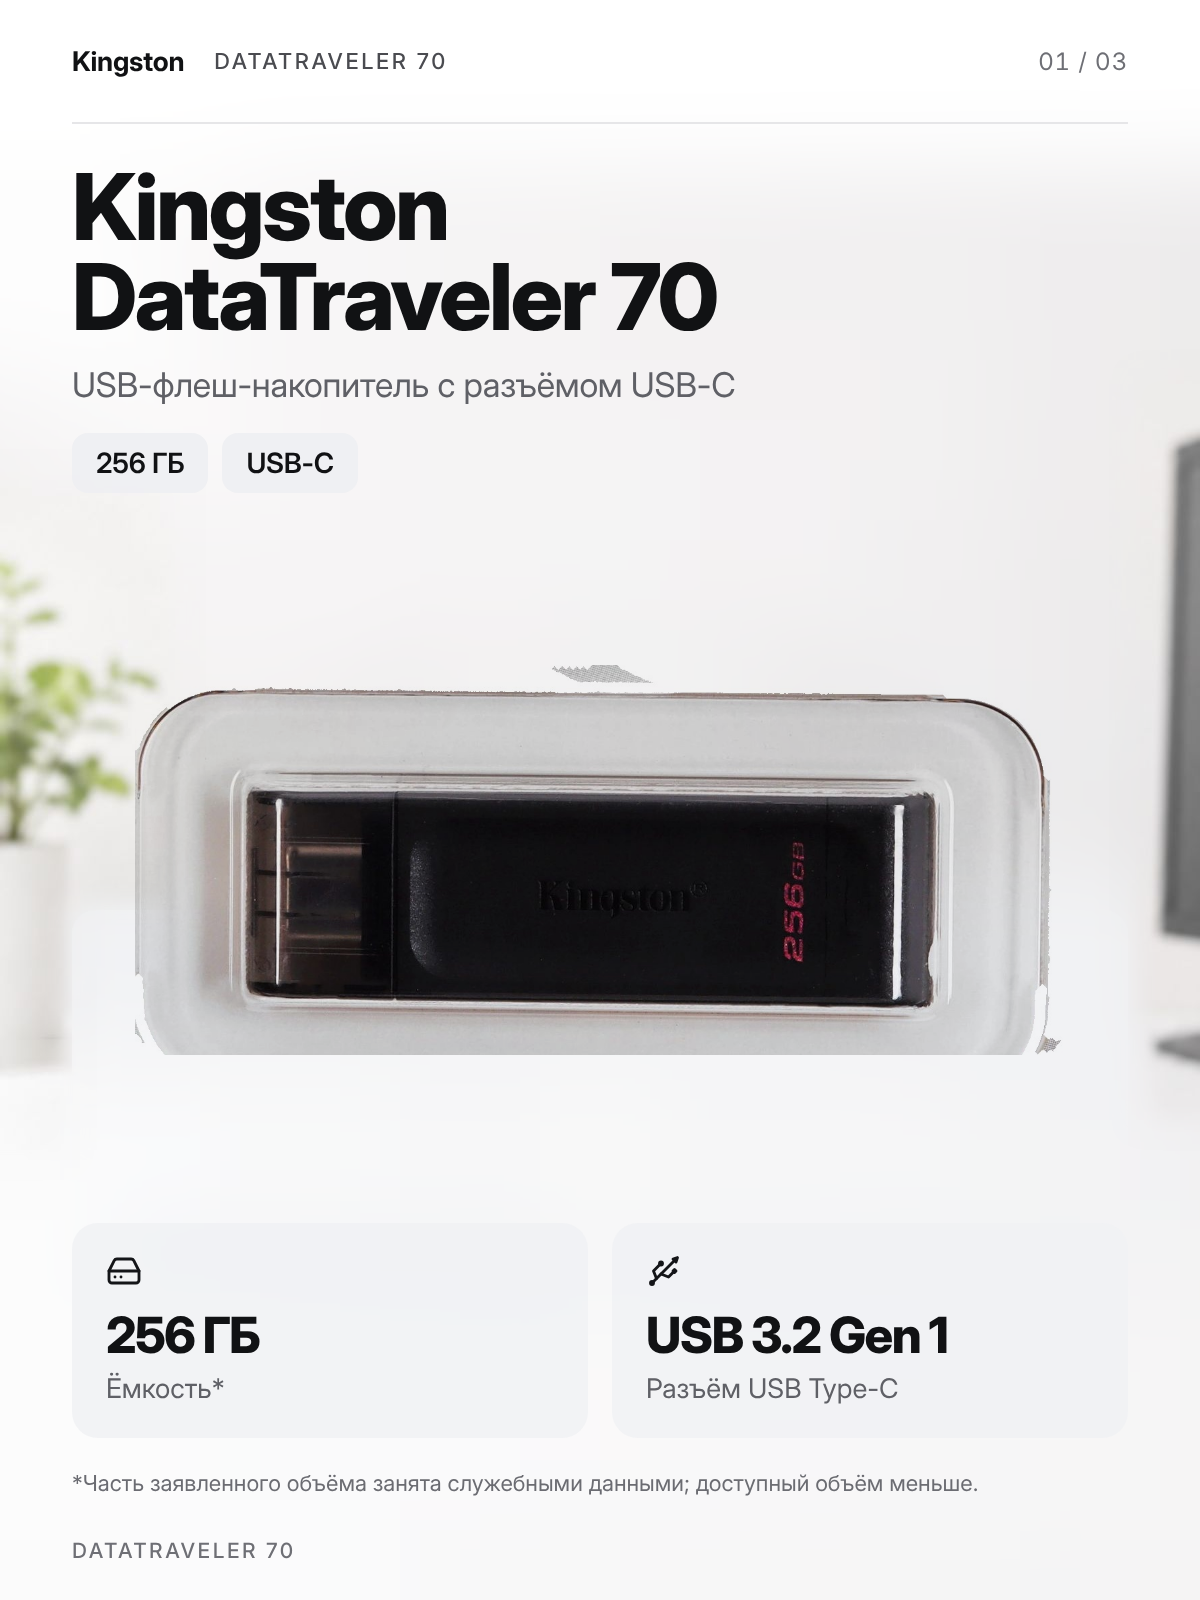 Kingston DATATRAVELER 70 01 / 03
Kingston
DataTraveler 70
USB-флеш-накопитель с разъёмом USB-C
256 ГБ USB-C
Kingston®
256GB
256 ГБ
Ёмкость*
USB 3.2 Gen 1
Разъём USB Type-C
*Часть заявленного объёма занята служебными данными; доступный объём меньше.
DATATRAVELER 70